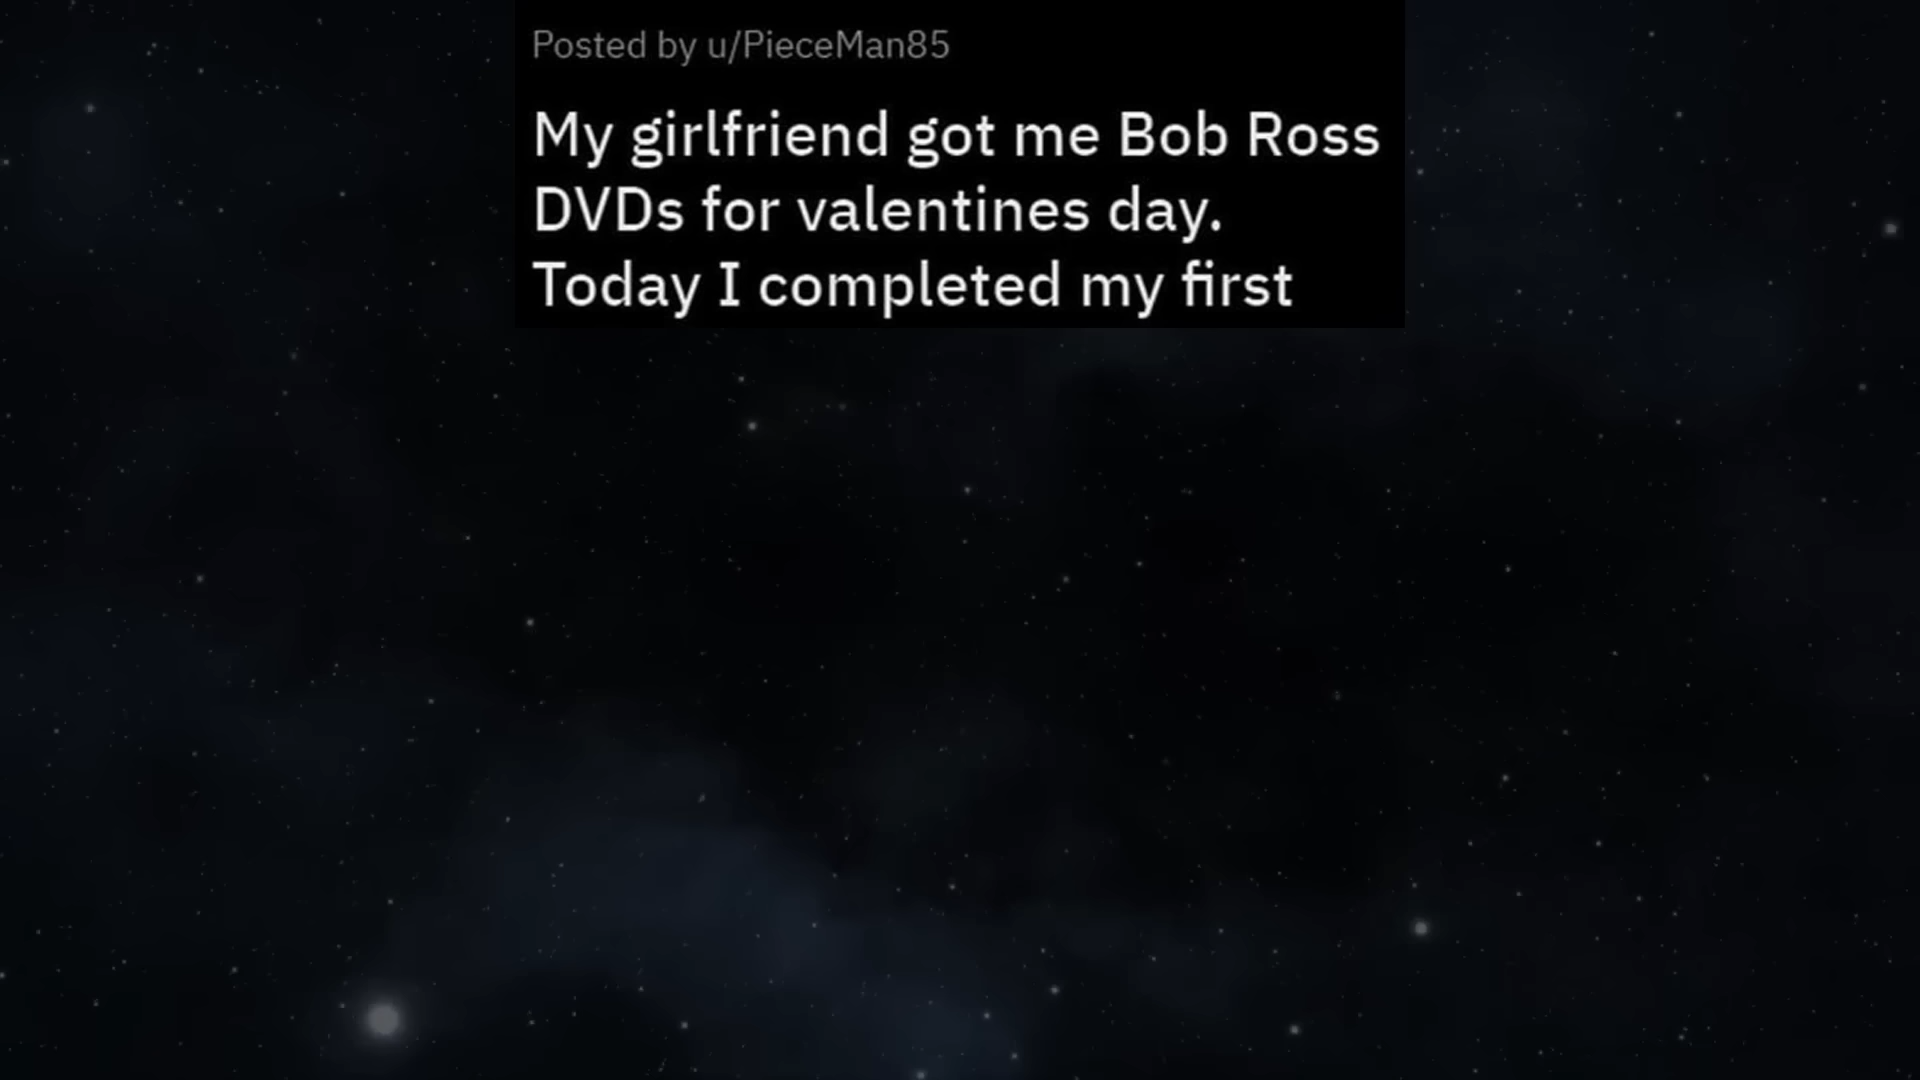 Posted by u/PieceMan85
My girlfriend got me Bob Ross
DVDs for valentines day.
Today I completed my first